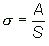 σ = A/S